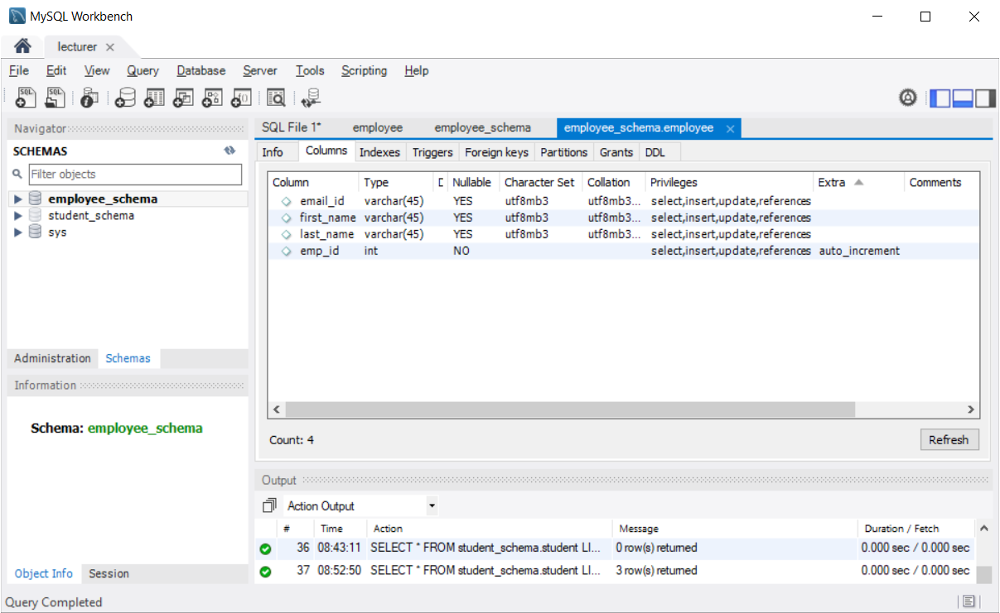 MySQL Workbench
lecturer
File Edit View Query Database Server Tools Scripting Help
SQL SQL
Navigator
SCHEMAS
Filter objects
employee_schema
student_schema
sys
Administration Schemas
Information
Schema: employee_schema
Object Info Session
SQL File 1* employee employee_schema employee_schema.employee
Info Columns Indexes Triggers Foreign keys Partitions Grants DDL
Column Type D Nullable Character Set Collation Privileges Extra Comments
email_id varchar(45) YES utf8mb3 utf8mb3... select,insert,update,references
first_name varchar(45) YES utf8mb3 utf8mb3... select,insert,update,references
last_name varchar(45) YES utf8mb3 utf8mb3... select,insert,update,references
emp_id int NO select,insert,update,references auto_increment
Count: 4 Refresh
Output
Action Output
# Time Action Message Duration / Fetch
36 08:43:11 SELECT * FROM student_schema.student LI... 0 row(s) returned 0.000 sec / 0.000 sec
37 08:52:50 SELECT * FROM student_schema.student LI... 3 row(s) returned 0.000 sec / 0.000 sec
Query Completed